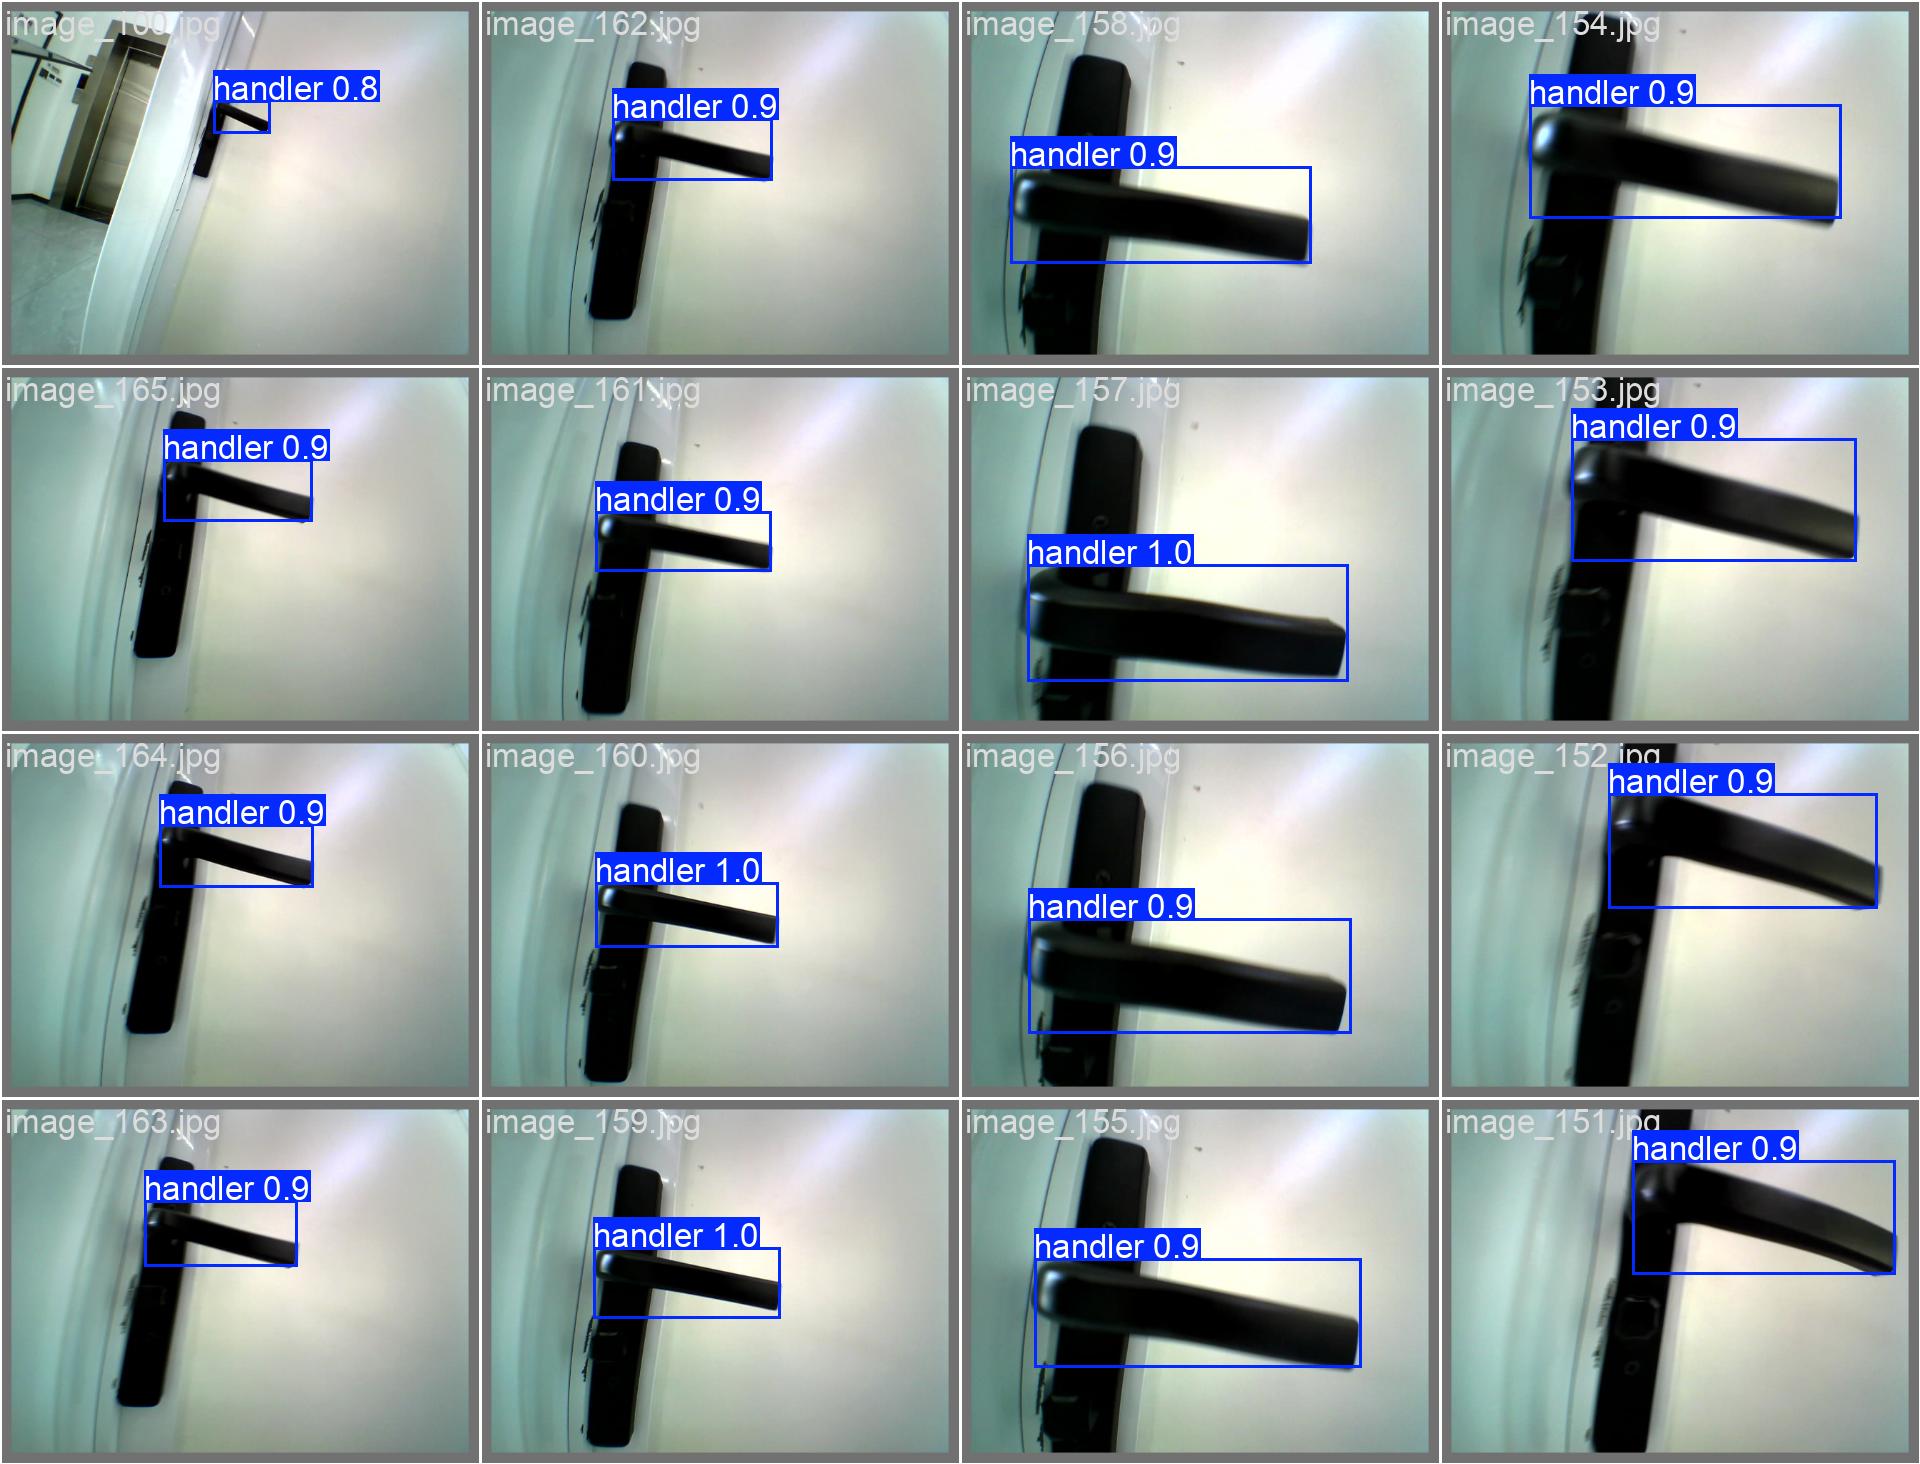 image_100.jpg
handler 0.8
image_162.jpg
handler 0.9
image_158.jpg
handler 0.9
image_154.jpg
handler 0.9
image_165.jpg
handler 0.9
image_161.jpg
handler 0.9
image_157.jpg
handler 1.0
image_153.jpg
handler 0.9
image_164.jpg
handler 0.9
image_160.jpg
handler 1.0
image_156.jpg
handler 0.9
image_152.jpg
handler 0.9
image_163.jpg
handler 0.9
image_159.jpg
handler 1.0
image_155.jpg
handler 0.9
image_151.jpg
handler 0.9